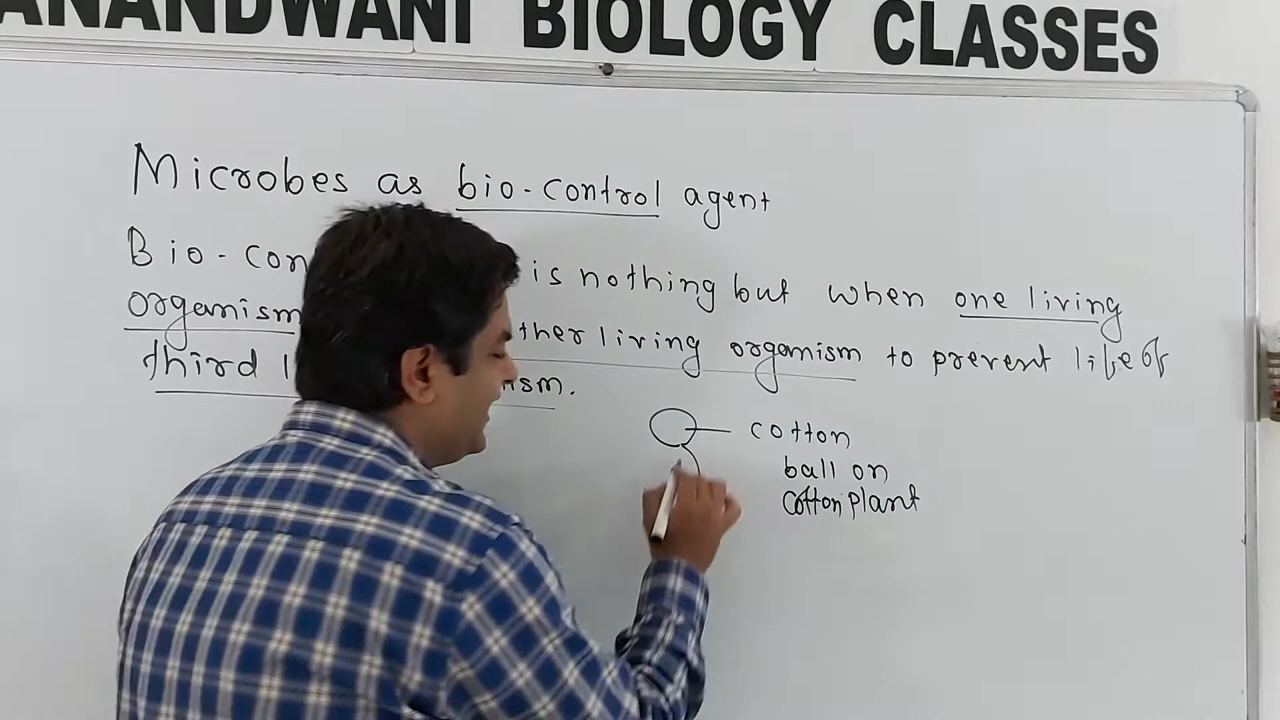 ANANDWANI BIOLOGY CLASSES
Microbes as bio-control agent
Bio-con is nothing but when one living
organism ther living organism to prevent life of
third ism.
cotton
ball on
cotton plant